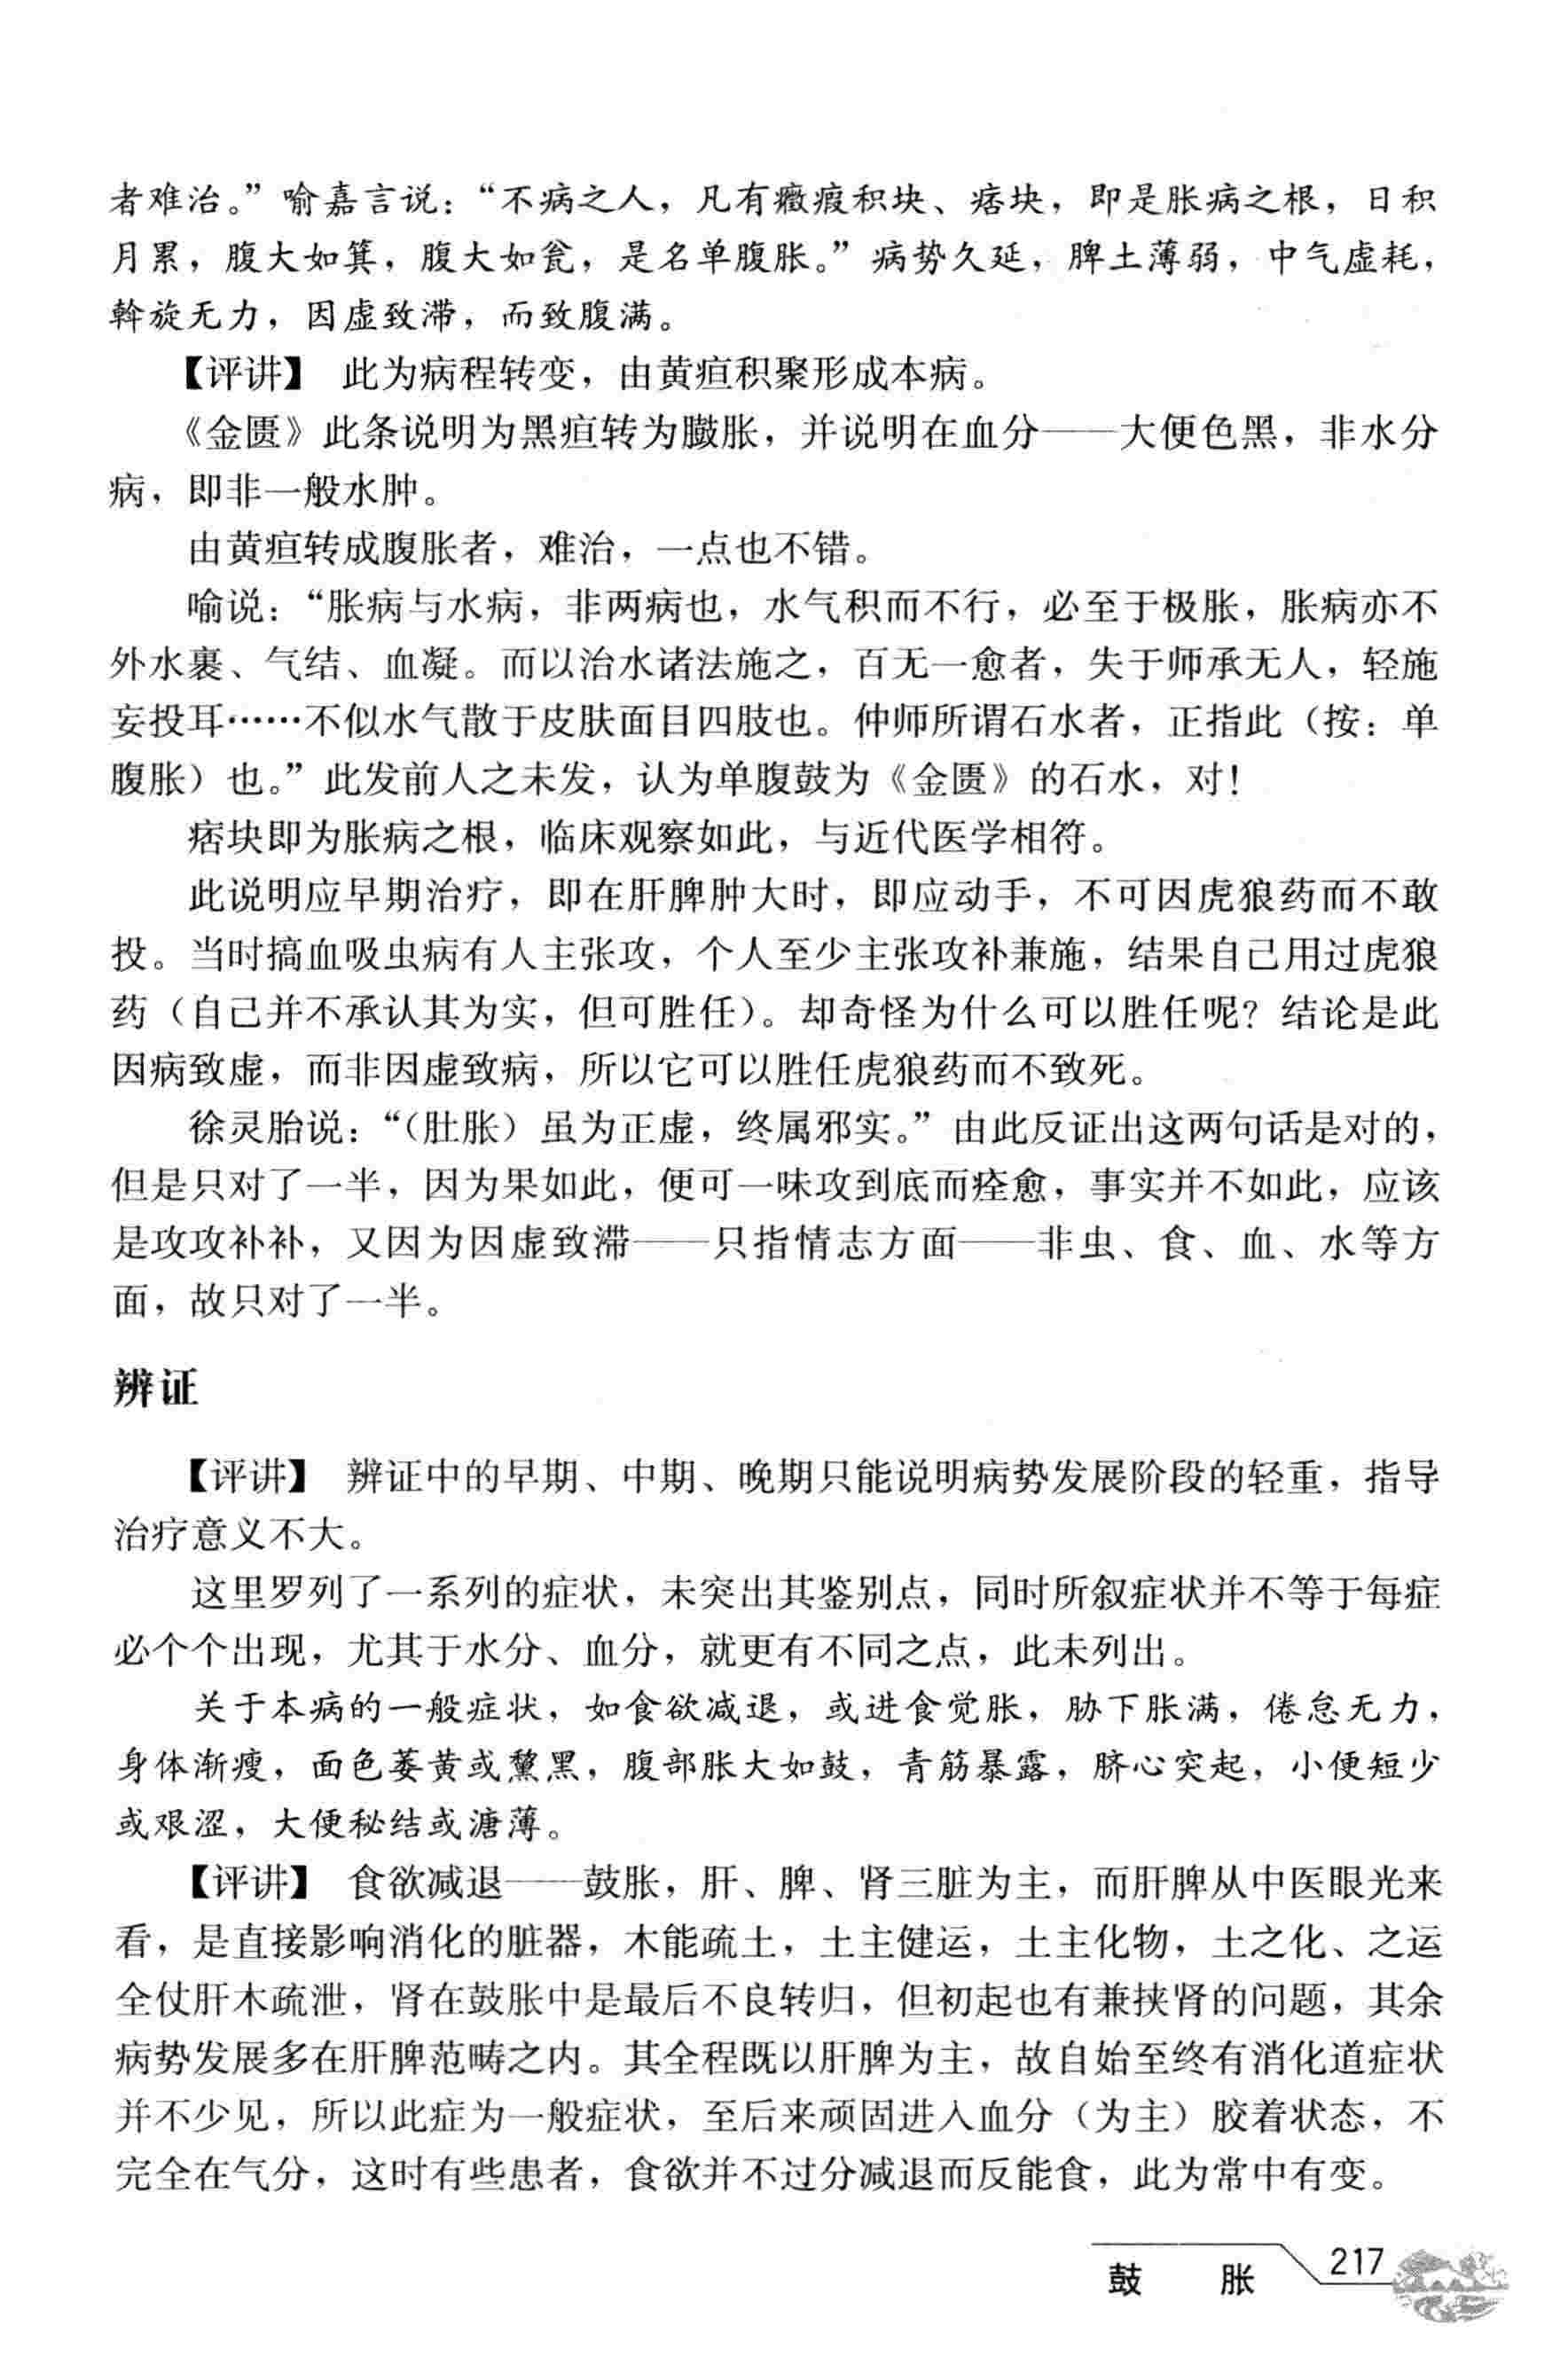 者难治。”喻嘉言说：“不病之人，凡有癥瘕积块、痞块，即是胀病之根，日积
月累，腹大如箕，腹大如瓮，是名单腹胀。”病势久延，脾土薄弱，中气虚耗，
斡旋无力，因虚致滞，而致腹满。
【评讲】 此为病程转变，由黄疸积聚形成本病。
《金匮》此条说明为黑疸转为臌胀，并说明在血分——大便色黑，非水分
病，即非一般水肿。
由黄疸转成腹胀者，难治，一点也不错。
喻说：“胀病与水病，非两病也，水气积而不行，必至于极胀，胀病亦不
外水裹、气结、血凝。而以治水诸法施之，百无一愈者，失于师承无人，轻施
妄投耳……不似水气散于皮肤面目四肢也。仲师所谓石水者，正指此（按：单
腹胀）也。”此发前人之未发，认为单腹鼓为《金匮》的石水，对！
痞块即为胀病之根，临床观察如此，与近代医学相符。
此说明应早期治疗，即在肝脾肿大时，即应动手，不可因虎狼药而不敢
投。当时搞血吸虫病有人主张攻，个人至少主张攻补兼施，结果自己用过虎狼
药（自己并不承认其为实，但可胜任）。却奇怪为什么可以胜任呢？结论是此
因病致虚，而非因虚致病，所以它可以胜任虎狼药而不致死。
徐灵胎说：“（肚胀）虽为正虚，终属邪实。”由此反证出这两句话是对的，
但是只对了一半，因为果如此，便可一味攻到底而痊愈，事实并不如此，应该
是攻攻补补，又因为因虚致滞——只指情志方面——非虫、食、血、水等方
面，故只对了一半。
辨证
【评讲】 辨证中的早期、中期、晚期只能说明病势发展阶段的轻重，指导
治疗意义不大。
这里罗列了一系列的症状，未突出其鉴别点，同时所叙症状并不等于每症
必个个出现，尤其于水分、血分，就更有不同之点，此未列出。
关于本病的一般症状，如食欲减退，或进食觉胀，胁下胀满，倦怠无力，
身体渐瘦，面色萎黄或黧黑，腹部胀大如鼓，青筋暴露，脐心突起，小便短少
或艰涩，大便秘结或溏薄。
【评讲】 食欲减退——鼓胀，肝、脾、肾三脏为主，而肝脾从中医眼光来
看，是直接影响消化的脏器，木能疏土，土主健运，土主化物，土之化、之运
全仗肝木疏泄，肾在鼓胀中是最后不良转归，但初起也有兼挟肾的问题，其余
病势发展多在肝脾范畴之内。其全程既以肝脾为主，故自始至终有消化道症状
并不少见，所以此症为一般症状，至后来顽固进入血分（为主）胶着状态，不
完全在气分，这时有些患者，食欲并不过分减退而反能食，此为常中有变。
鼓 胀 217